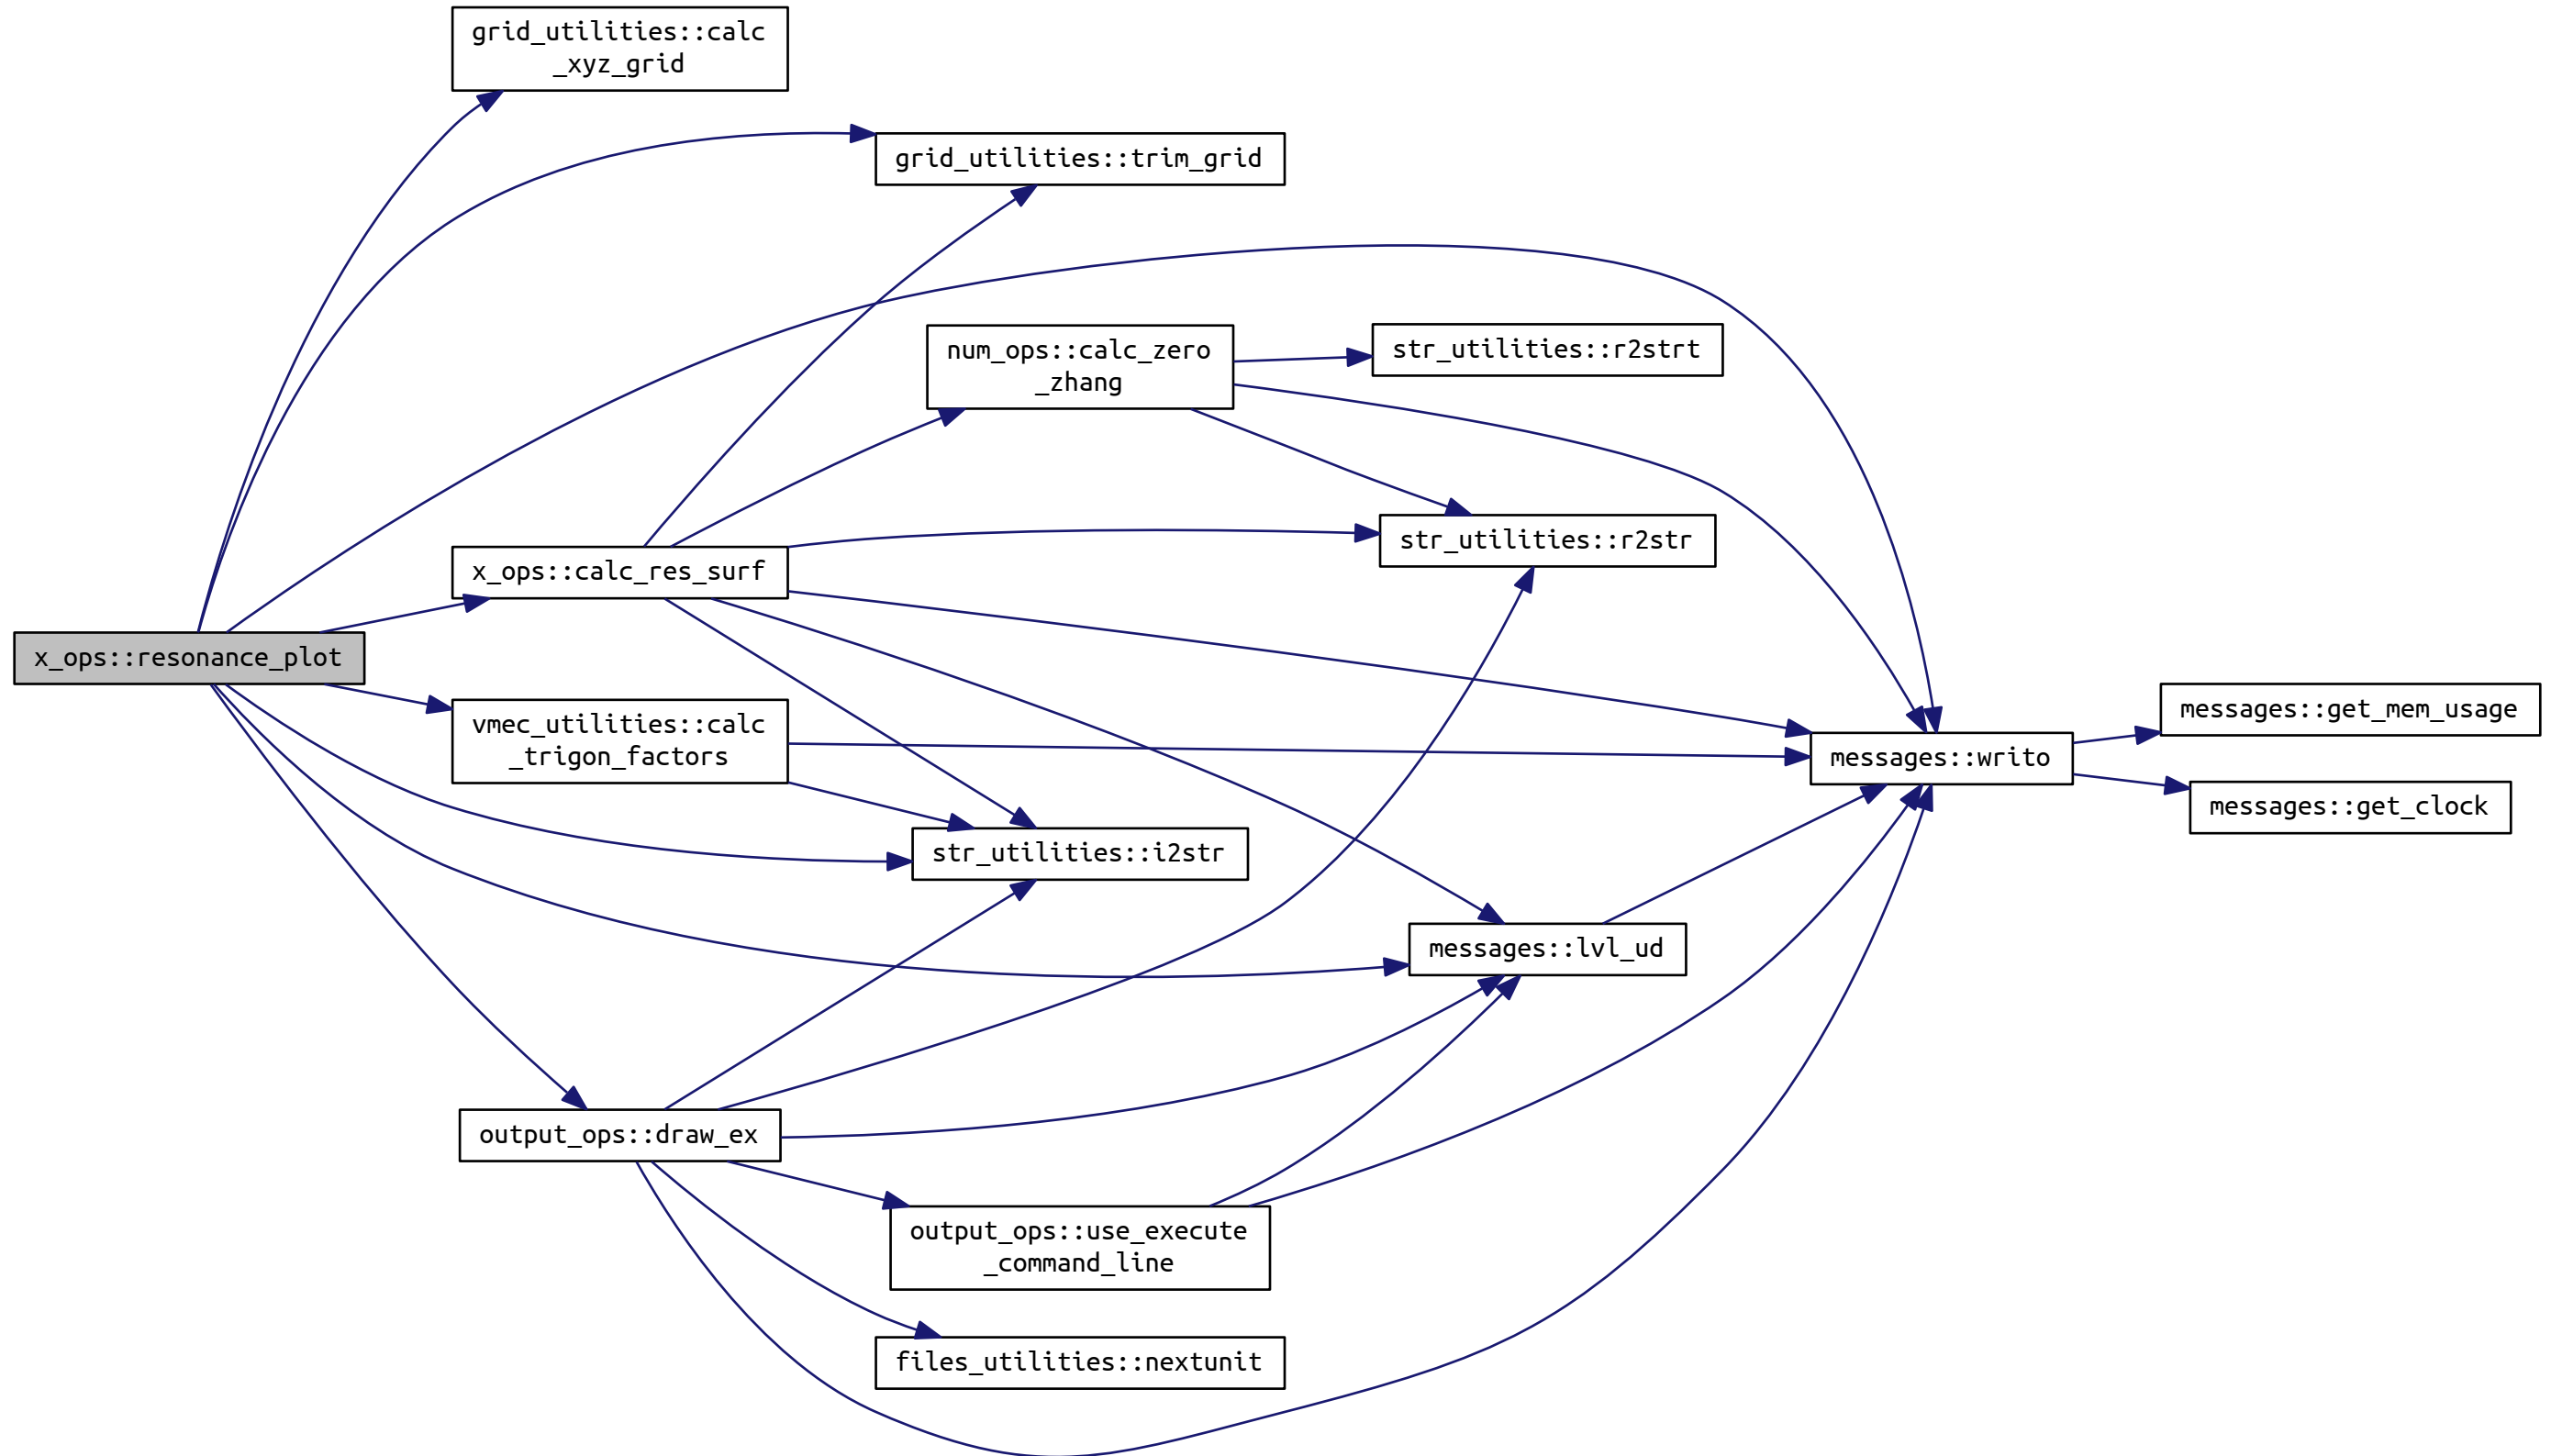 grid_utilities::calc
_xyz_grid
grid_utilities::trim_grid
num_ops::calc_zero
_zhang
str_utilities::r2strt
str_utilities::r2str
x_ops::calc_res_surf
x_ops::resonance_plot
vmec_utilities::calc
_trigon_factors
messages::get_mem_usage
messages::writo
messages::get_clock
str_utilities::i2str
messages::lvl_ud
output_ops::draw_ex
output_ops::use_execute
_command_line
files_utilities::nextunit